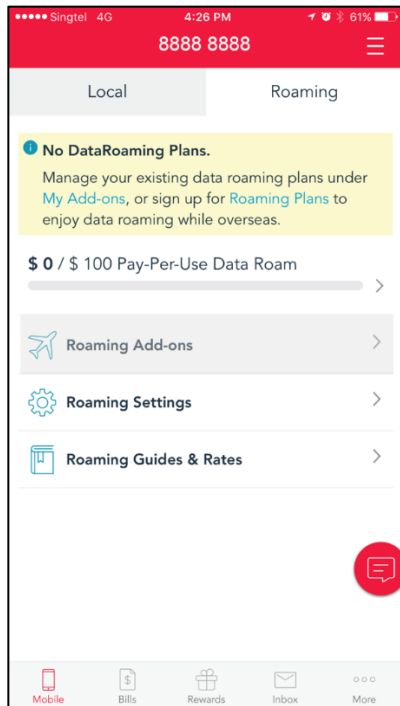 Singtel 4G 4:26 PM 61%
8888 8888
Local Roaming
No DataRoaming Plans.
Manage your existing data roaming plans under
My Add-ons, or sign up for Roaming Plans to
enjoy data roaming while overseas.
$ 0 / $ 100 Pay-Per-Use Data Roam
Roaming Add-ons
Roaming Settings
Roaming Guides & Rates
Mobile Bills Rewards Inbox More